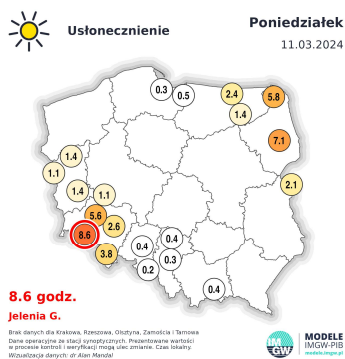 Usłonecznienie
Poniedziałek
11.03.2024
0.3
0.5
2.4
5.8
1.4
7.1
1.4
1.1
2.1
1.4
1.1
5.6
2.6
8.6
0.4
0.4
3.8
0.2
0.3
0.4
8.6 godz.
Jelenia G.
Brak danych dla Krakowa, Rzeszowa, Olsztyna, Zamościa i Tarnowa
Dane operacyjne ze stacji synoptycznych. Prezentowane wartości
w procesie kontroli i weryfikacji mogą ulec zmianie. Czas lokalny.
Wizualizacja danych: dr Alan Mandal
IM
GW
MODELE
IMGW-PIB
modele.imgw.pl